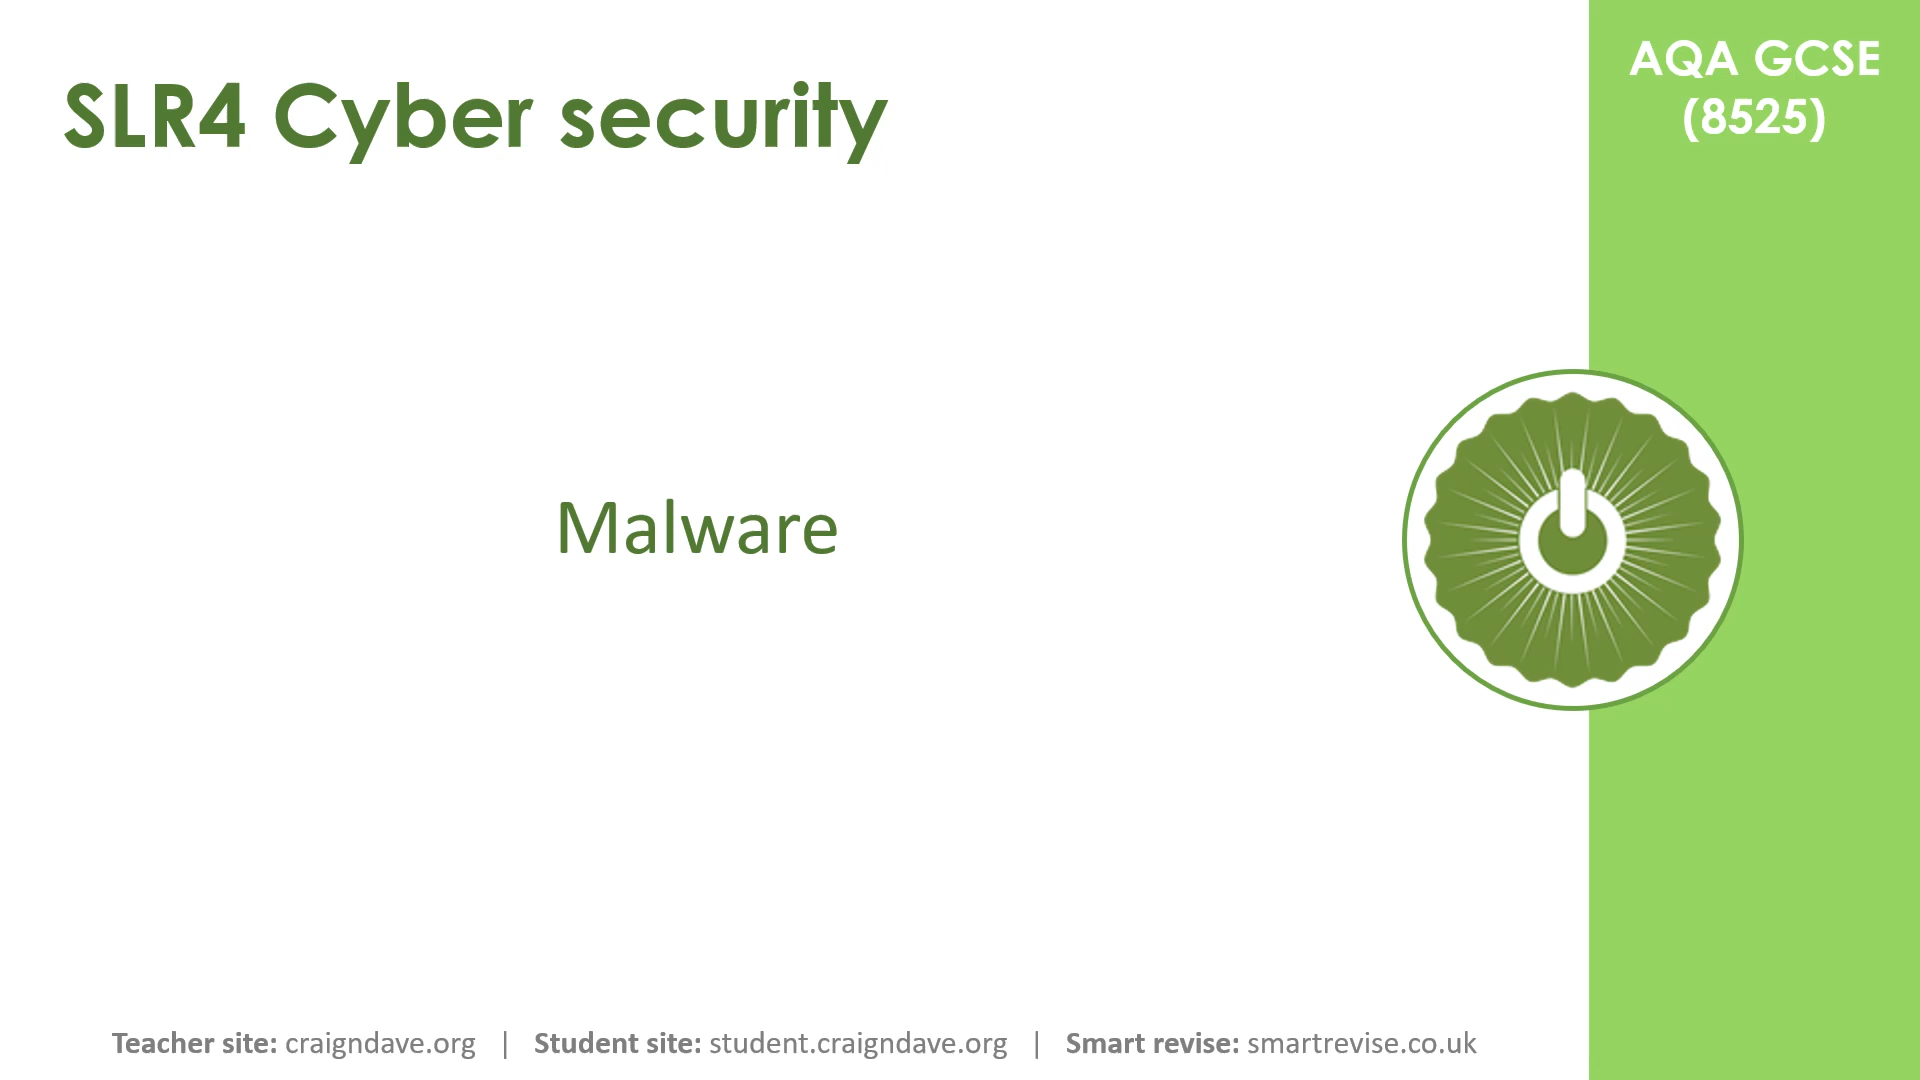 SLR4 Cyber security
AQA GCSE
(8525)
Malware
Teacher site: craigndave.org | Student site: student.craigndave.org | Smart revise: smartrevise.co.uk